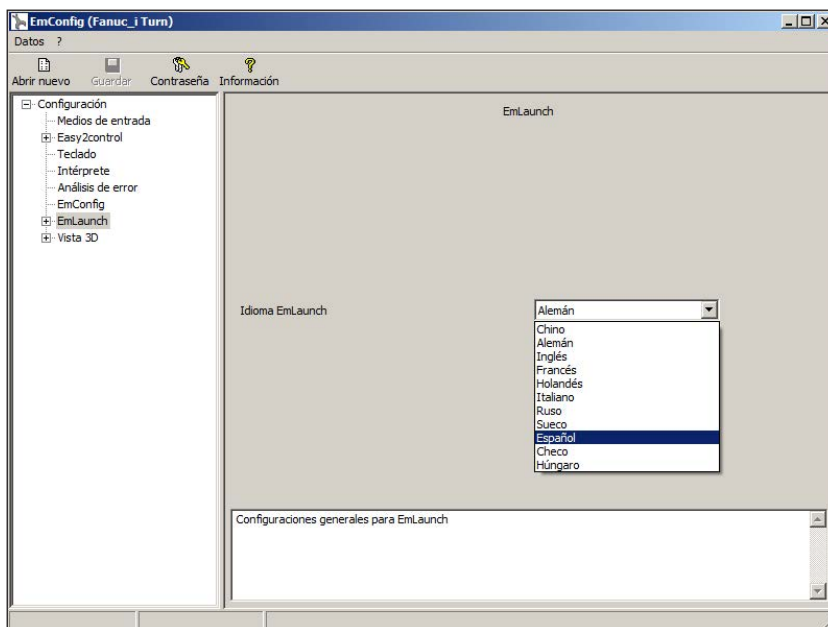 EmConfig (Fanuc_i Turn)
Datos ?
Abrir nuevo Guardar Contraseña Información
Configuración
Medios de entrada
Easy2control
Teclado
Intérprete
Análisis de error
EmConfig
EmLaunch
Vista 3D
EmLaunch
Idioma EmLaunch
Alemán
Chino
Alemán
Inglés
Francés
Holandés
Italiano
Ruso
Sueco
Español
Checo
Húngaro
Configuraciones generales para EmLaunch